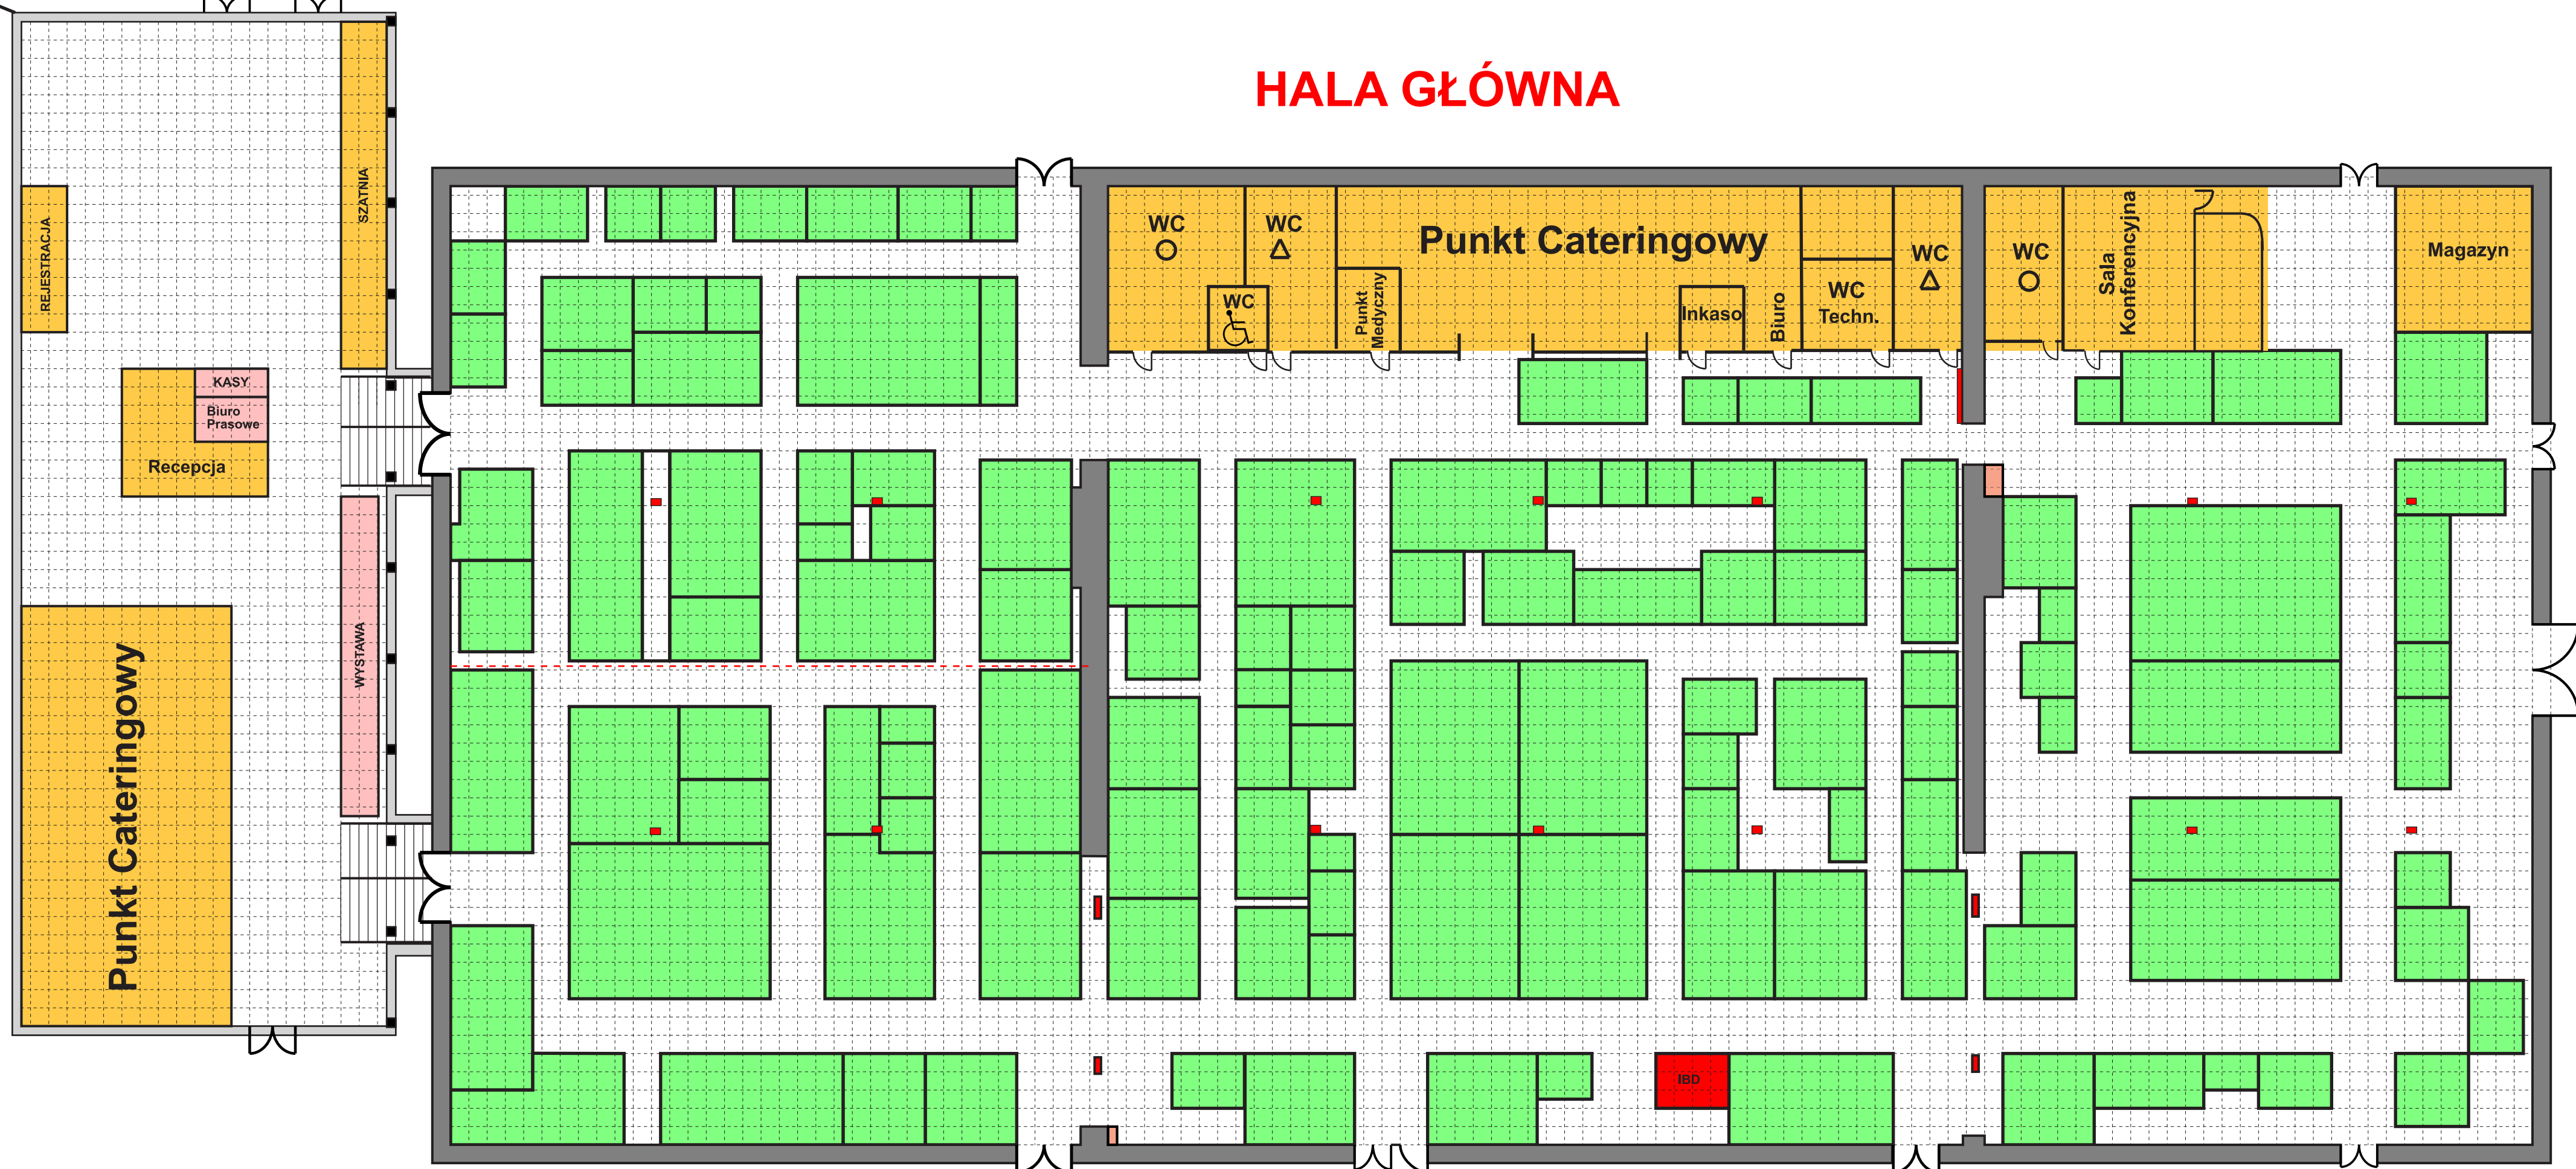 HALA GŁÓWNA
SZATNIA
REJESTRACJA
KASY
Biuro
Prasowe
Recepcja
WYSTAWA
Punkt Cateringowy
WC
WC
WC
Punkt
Medyczny
Punkt Cateringowy
Inkaso
Biuro
WC
Techn.
WC
WC
Sala
Konferencyjna
Magazyn
IBD